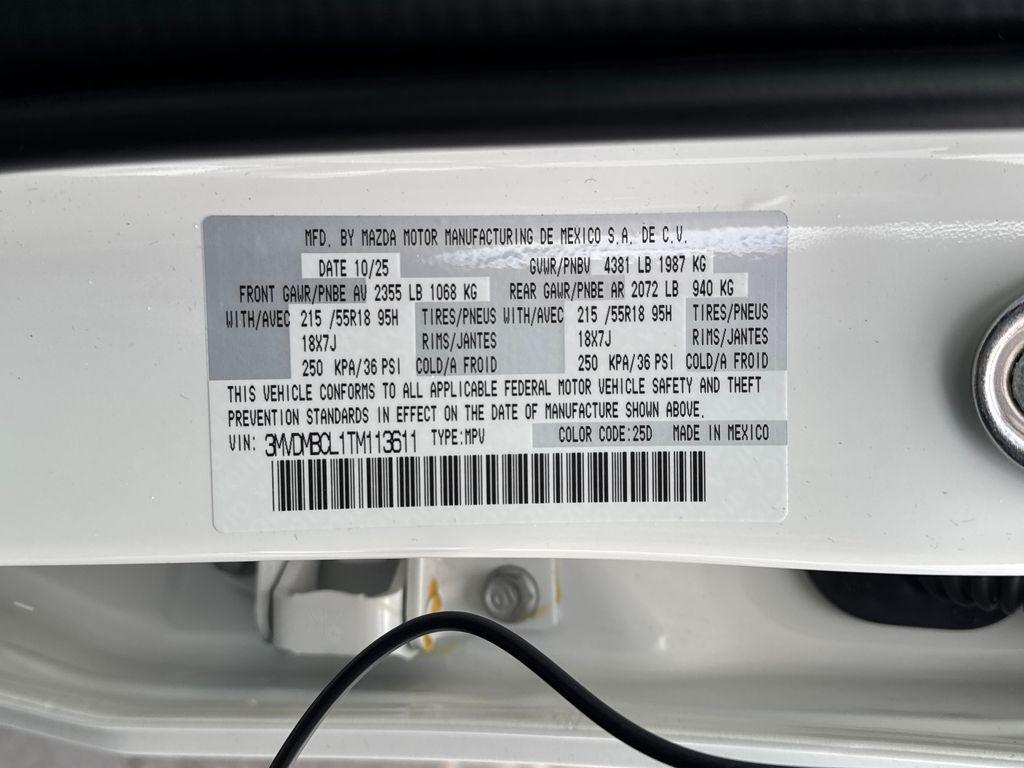 MFD. BY MAZDA MOTOR MANUFACTURING DE MEXICO S.A. DE C.V.
DATE 10/25 GVWR/PNBV 4381 LB 1987 KG
FRONT GAWR/PNBE AV 2355 LB 1068 KG REAR GAWR/PNBE AR 2072 LB 940 KG
WITH/AVEC 215 /55R18 95H TIRES/PNEUS WITH/AVEC 215 /55R18 95H TIRES/PNEUS
18X7J RIMS/JANTES 18X7J RIMS/JANTES
250 KPA/36 PSI COLD/A FROID 250 KPA/36 PSI COLD/A FROID
THIS VEHICLE CONFORMS TO ALL APPLICABLE FEDERAL MOTOR VEHICLE SAFETY AND THEFT
PREVENTION STANDARDS IN EFFECT ON THE DATE OF MANUFACTURE SHOWN ABOVE.
VIN: 3MVDMBCL1TM113611 TYPE:MPV COLOR CODE:25D MADE IN MEXICO